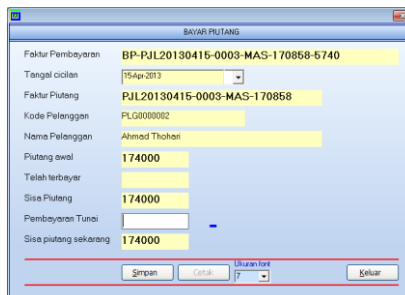 BAYAR PIUTANG
Faktur Pembayaran BP-PJL20130415-0003-MAS-170858-5740
Tangal cicilan 15-Apr-2013
Faktur Piutang PJL20130415-0003-MAS-170858
Kode Pelanggan PLG0000002
Nama Pelanggan Ahmad Thohari
Piutang awal 174000
Telah terbayar
Sisa Piutang 174000
Pembayaran Tunai
Sisa piutang sekarang 174000
Ukuran font
Simpan Cetak 7 Keluar